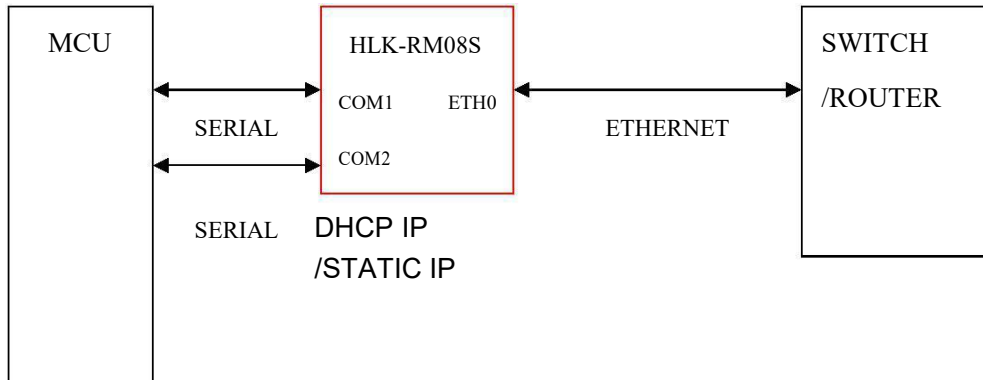 MCU
HLK-RM08S
SWITCH
/ROUTER
COM1
ETH0
SERIAL
ETHERNET
COM2
SERIAL
DHCP IP
/STATIC IP